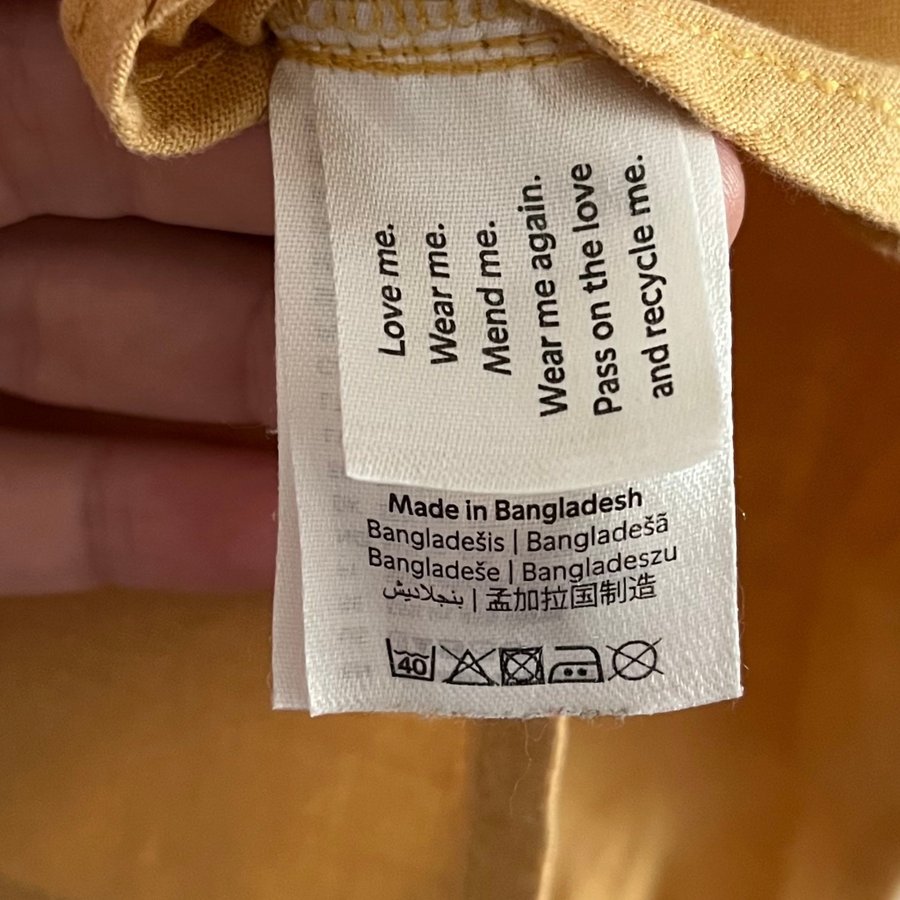 Love me.
Wear me.
Mend me.
Wear me again.
Pass on the love
and recycle me.
Made in Bangladesh
Bangladešis | Bangladešā
Bangladeše | Bangladeszu
بنجلاديش | 孟加拉国制造
40